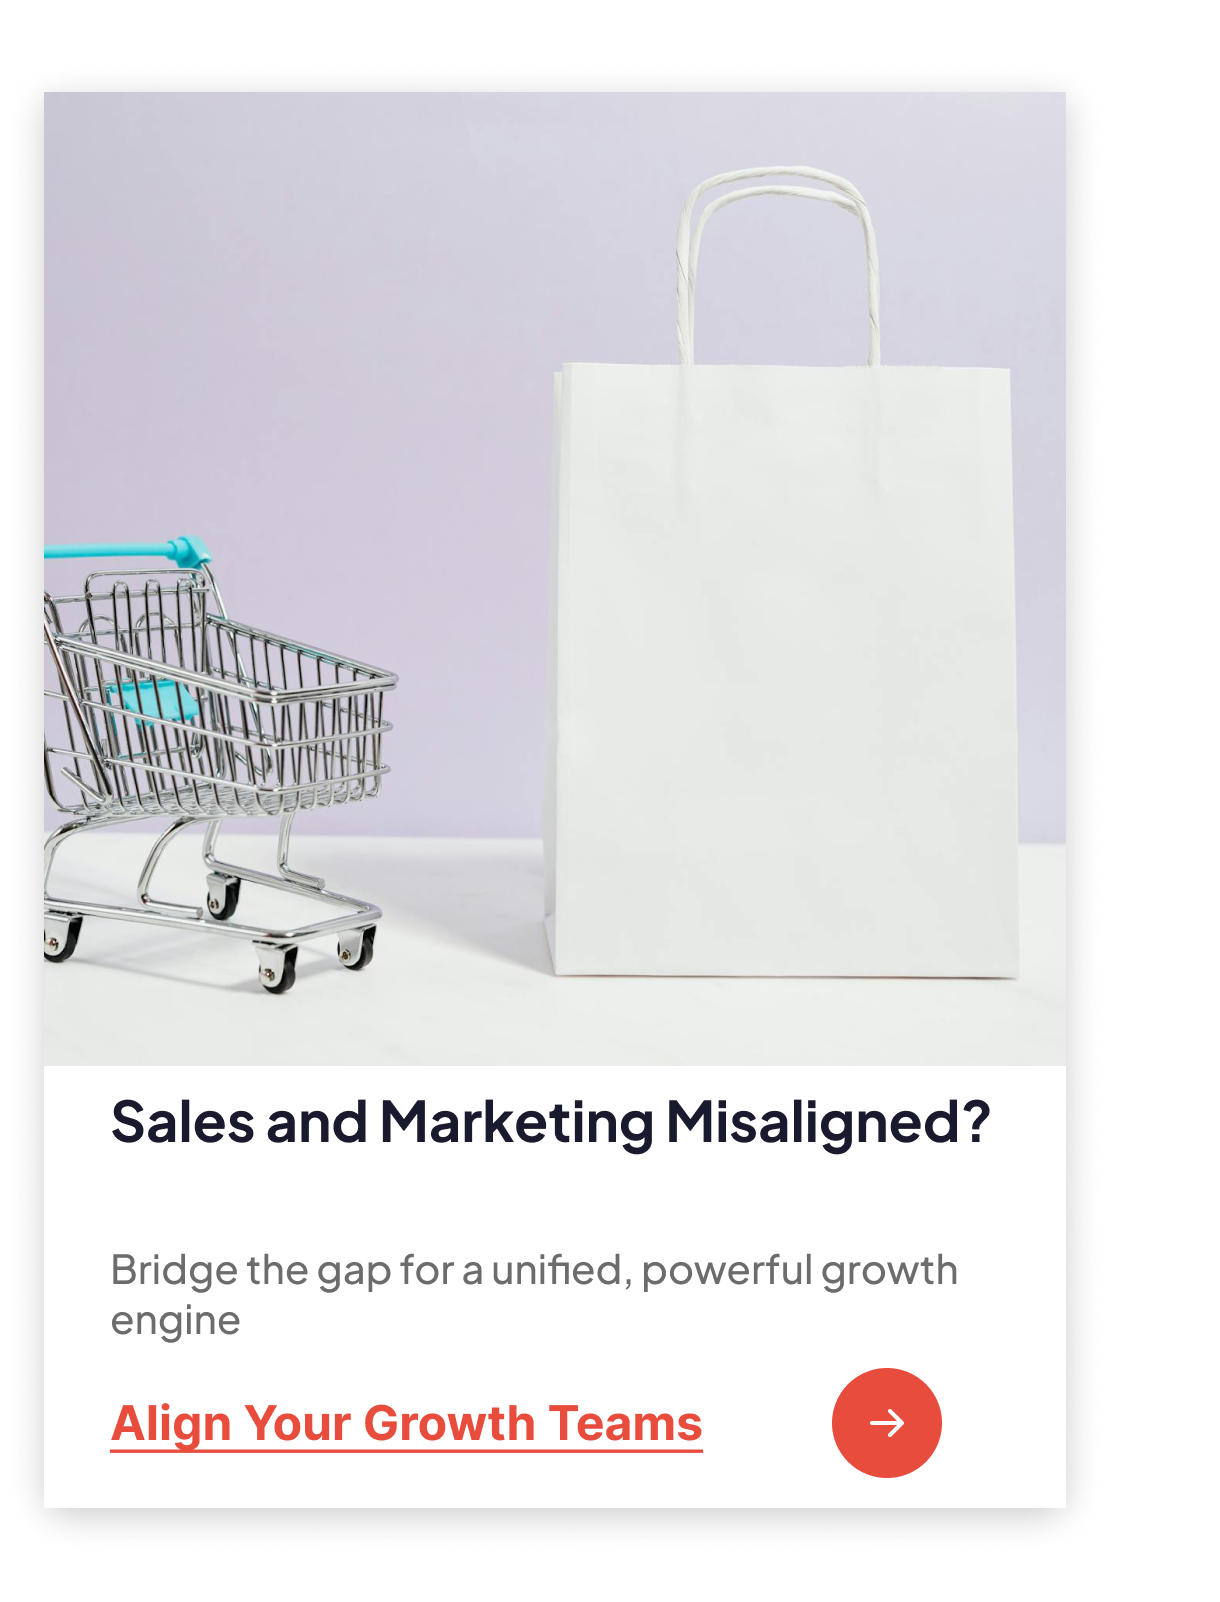 Sales and Marketing Misaligned?
Bridge the gap for a unified, powerful growth
engine
Align Your Growth Teams